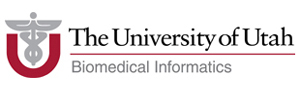 The University of Utah
Biomedical Informatics